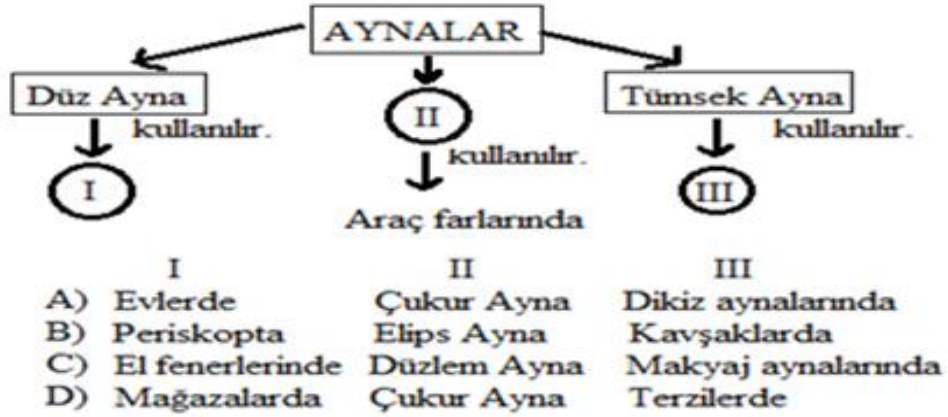 AYNALAR
Düz Ayna
kullanılır.
I
II
kullanılır.
Araç farlarında
Tümsek Ayna
kullanılır.
III
I II III
A) Evlerde Çukur Ayna Dikiz aynalarında
B) Periskopta Elips Ayna Kavşaklarda
C) El fenerlerinde Düzlem Ayna Makyaj aynalarında
D) Mağazalarda Çukur Ayna Terzilerde